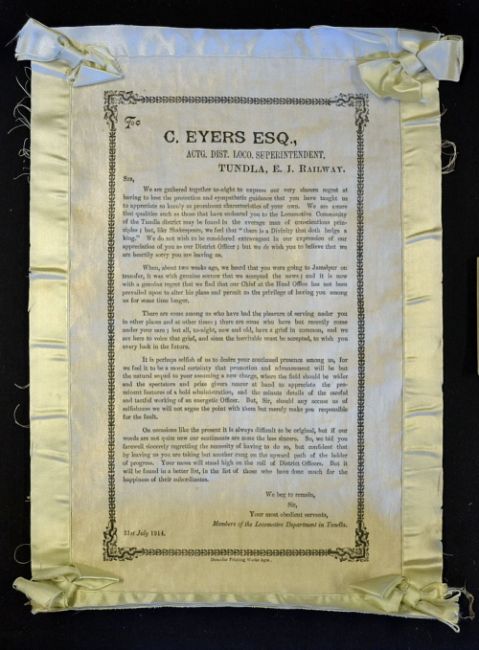 To
C. EYERS ESQ.,
ACTG. DIST. LOCO. SUPERINTENDENT,
TUNDLA, E. I. RAILWAY.
Sir,
We are gathered together to-night to express our very sincere regret at
having to lose the protection and sympathetic guidance that you have taught us
to appreciate so keenly as prominent characteristics of your own. We are aware
that qualities such as those that have endeared you to the Locomotive Community
of the Tundla district may be found in the average man of conscientious prin-
ciples; but, like Shakespeare, we feel that "there is a Divinity that doth hedge a
king." We do not wish to be considered extravagant in our expression of our
appreciation of you as our District Officer; but we do wish you to believe that we
are heartily sorry you are leaving us.
When, about two weeks ago, we heard that you were going to Jamalpur on
transfer, it was with genuine sorrow that we accepted the news; and it is now
with a genuine regret that we find that our Chief at the Head Office has not been
prevailed upon to alter his plans and permit us the privilege of having you among
us for some time longer.
There are some among us who have had the pleasure of serving under you
in other places and at other times; there are some who have but recently come
under your care; but all, to-night, new and old, have a grief in common, and we
are here to voice that grief, and since the inevitable must be accepted, to wish you
every luck in the future.
It is perhaps selfish of us to desire your continued presence among us, for
we feel it to be a moral certainty that promotion and advancement will be but
the natural sequel to your assuming a new charge, where the field should be wider
and the spectators and prize givers nearer at hand to appreciate the pro-
minent features of a bold administration, and the minute details of the careful
and tactful working of an energetic Officer. But, Sir, should any accuse us of
selfishness we will not argue the point with them but merely make you responsible
for the fault.
On occasions like the present it is always difficult to be original, but if our
words are not quite new our sentiments are none the less sincere. So, we bid you
farewell sincerely regretting the necessity of having to do so, but confident that
by leaving us you are taking but another rung on the upward path of the ladder
of progress. Your name will stand high on the roll of District Officers. But it
will be found in a better list, in the list of those who have done much for the
happiness of their subordinates.
We beg to remain,
Sir,
Your most obedient servants,
Members of the Locomotive Department in Tundla.
31st July 1914.
Printing Works Agra.